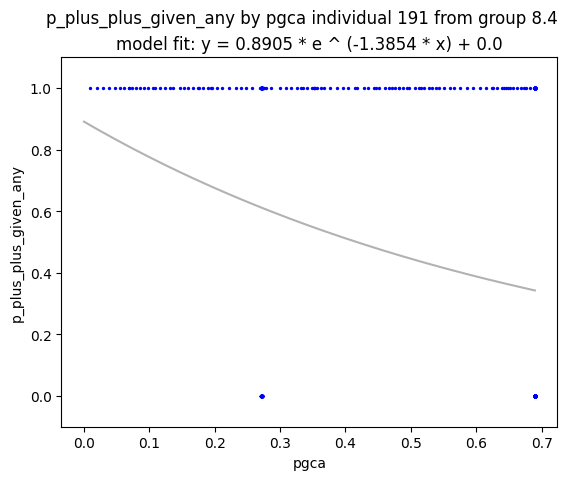 p_plus_plus_given_any by pgca individual 191 from group 8.4
model fit: y = 0.8905 * e ^ (-1.3854 * x) + 0.0
1.0
0.8
0.6
0.4
0.2
0.0
p_plus_plus_given_any
0.0 0.1 0.2 0.3 0.4 0.5 0.6 0.7
pgca